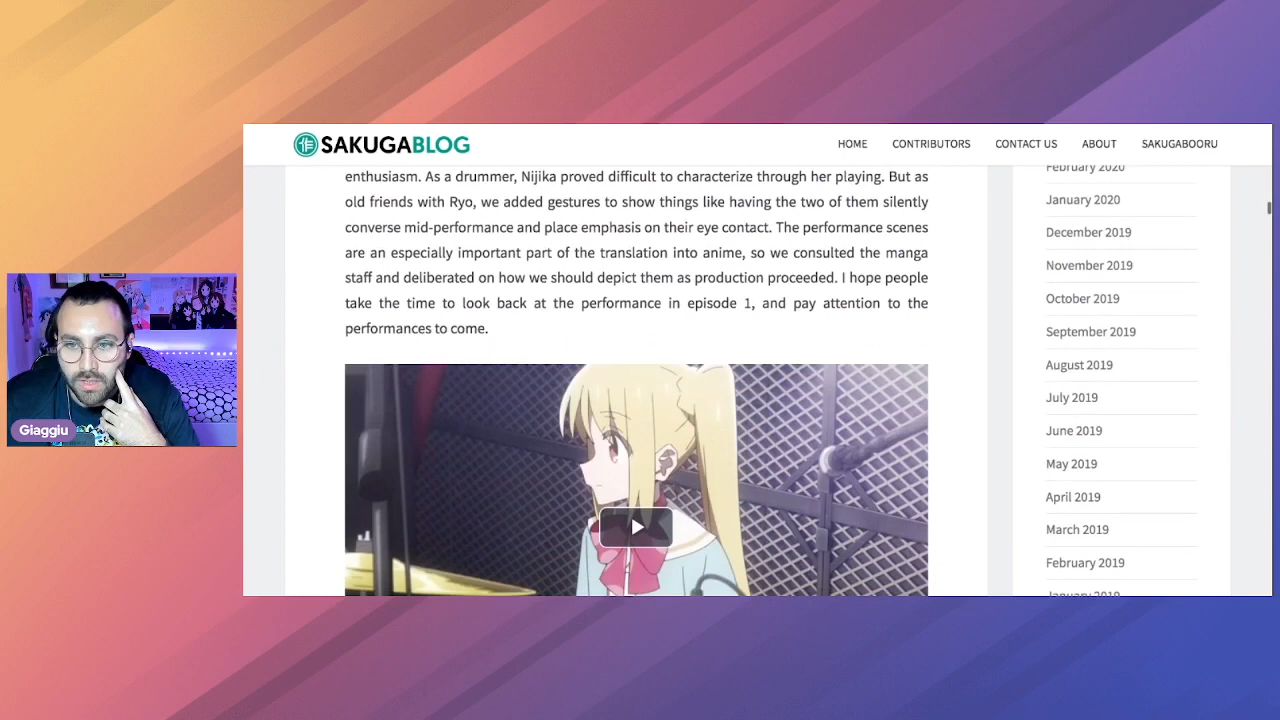 SAKUGABLOG
HOME
CONTRIBUTORS
CONTACT US
ABOUT
SAKUGABOORU
enthusiasm. As a drummer, Nijika proved difficult to characterize through her playing. But as
old friends with Ryo, we added gestures to show things like having the two of them silently
converse mid-performance and place emphasis on their eye contact. The performance scenes
are an especially important part of the translation into anime, so we consulted the manga
staff and deliberated on how we should depict them as production proceeded. I hope people
take the time to look back at the performance in episode 1, and pay attention to the
performances to come.
February 2020
January 2020
December 2019
November 2019
October 2019
September 2019
August 2019
July 2019
June 2019
May 2019
April 2019
March 2019
February 2019
January 2019
Giaggiu